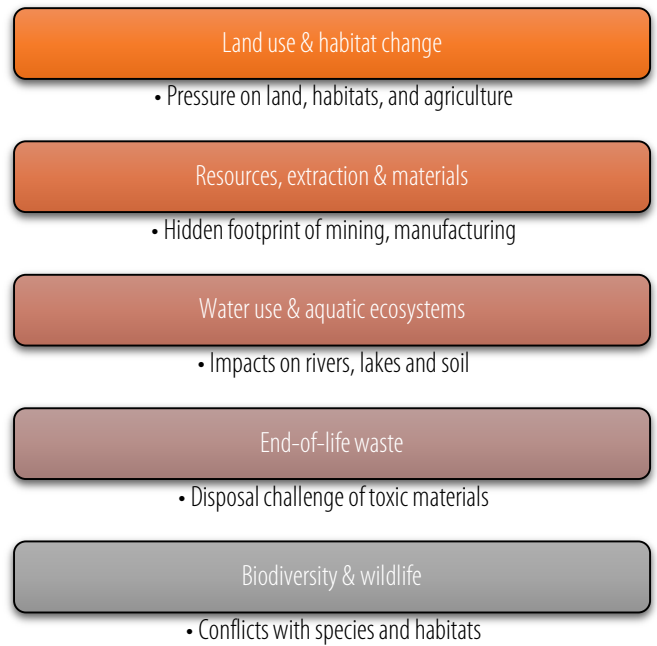 Land use & habitat change
• Pressure on land, habitats, and agriculture
Resources, extraction & materials
• Hidden footprint of mining, manufacturing
Water use & aquatic ecosystems
• Impacts on rivers, lakes and soil
End-of-life waste
• Disposal challenge of toxic materials
Biodiversity & wildlife
• Conflicts with species and habitats